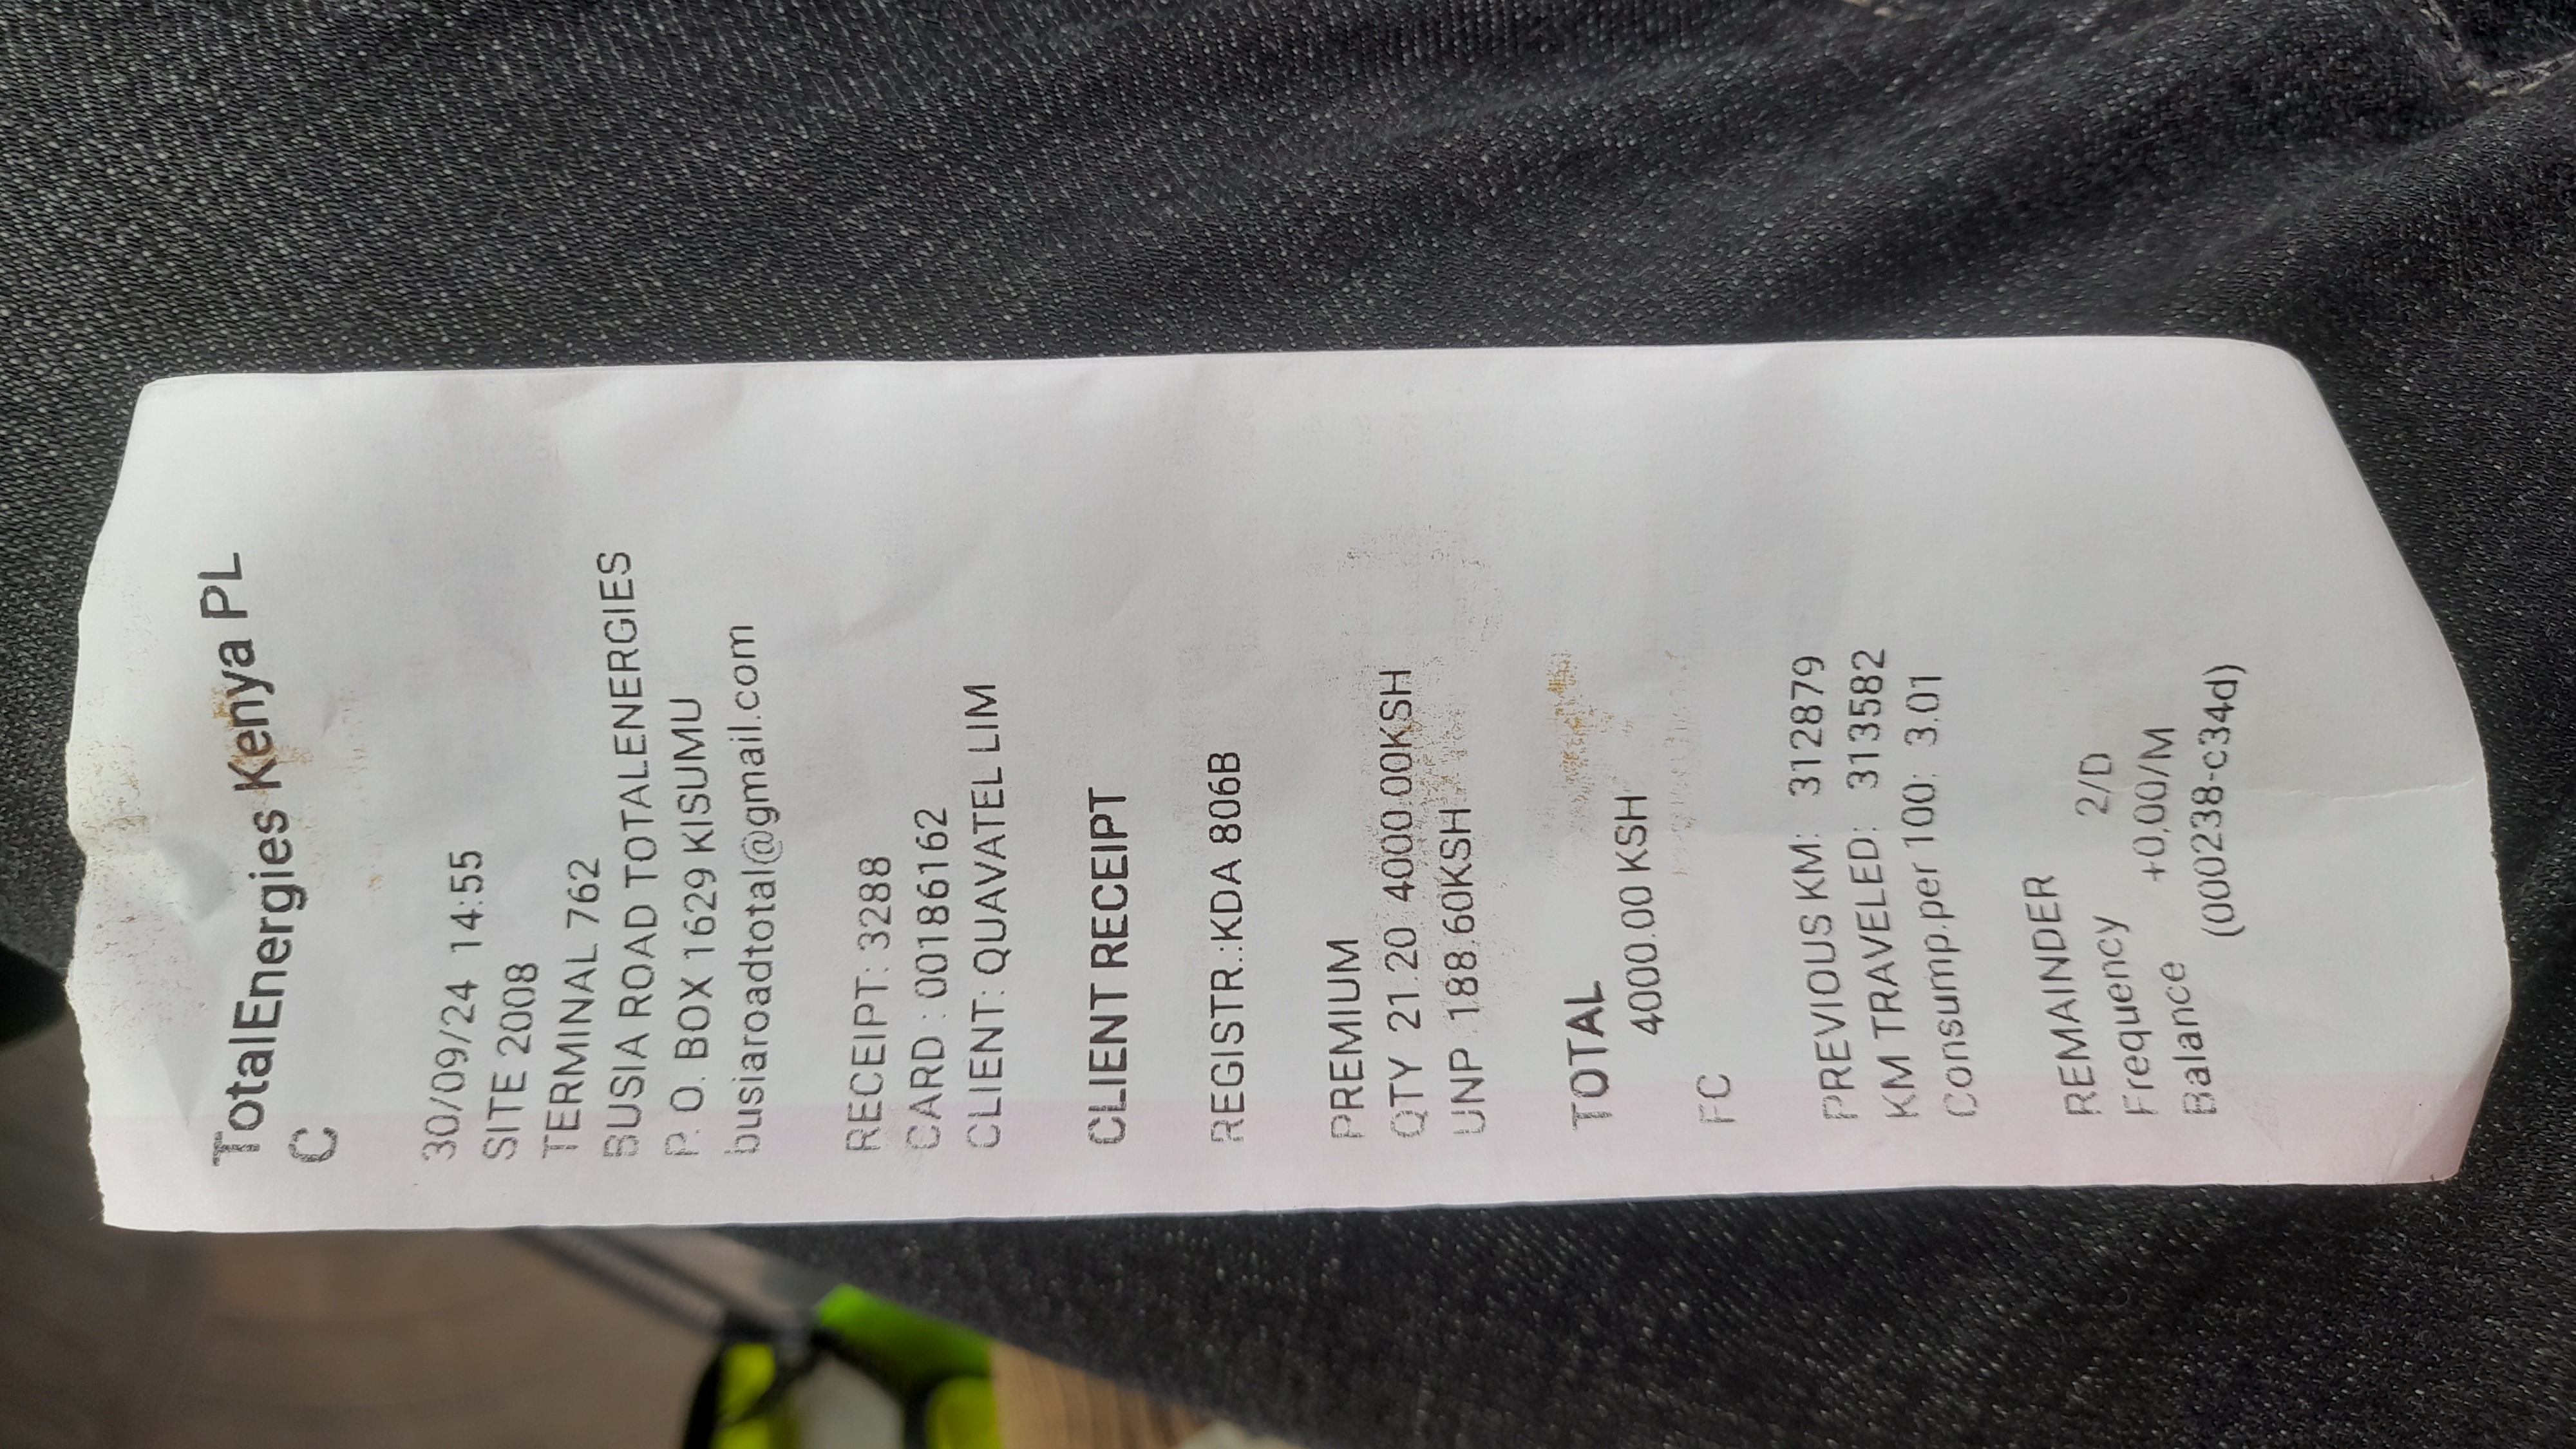 TotalEnergies Kenya PL
C
30/09/24 14:55
SITE 2008
TERMINAL 762
BUSIA ROAD TOTALENERGIES
P. O. BOX 1629 KISUMU
busiaroadtotal@gmail.com
RECEIPT: 3288
CARD : 00186162
CLIENT: QUAVATEL LIM
CLIENT RECEIPT
REGISTR.:KDA 806B
PREMIUM
QTY 21.20 4000.00KSH
UNP 188.60KSH
TOTAL
4000.00 KSH
FC
PREVIOUS KM: 312879
KM TRAVELED: 313582
Consump.per 100: 3.01
REMAINDER
Frequency 2/D
Balance +0,00/M
(000238-c34d)